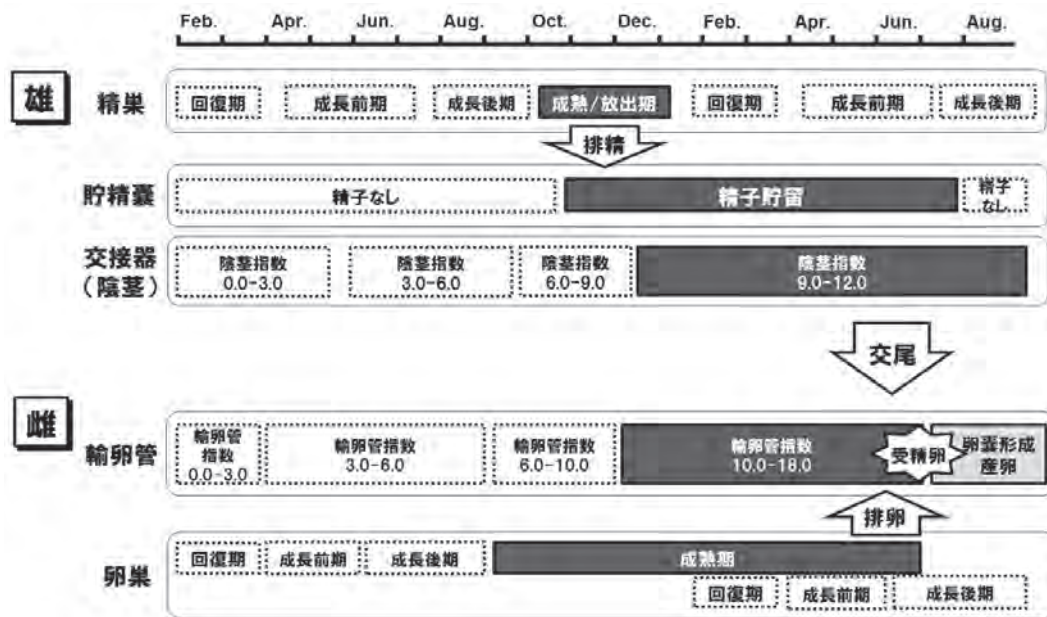 Feb. Apr. Jun. Aug. Oct. Dec. Feb. Apr. Jun. Aug.
雄
精巣
回復期 成長前期 成長後期 成熟/放出期 回復期 成長前期 成長後期
排精
貯精嚢
精子なし 精子貯留 精子
なし
交接器
(陰茎)
陰茎指数
0.0-3.0
陰茎指数
3.0-6.0
陰茎指数
6.0-9.0
陰茎指数
9.0-12.0
交尾
雌
輸卵管
輸卵管
指数
0.0-3.0
輸卵管指数
3.0-6.0
輸卵管指数
6.0-10.0
輸卵管指数
10.0-18.0
受精卵
卵嚢形成
産卵
排卵
卵巣
回復期 成長前期 成長後期 成熟期
回復期 成長前期 成長後期